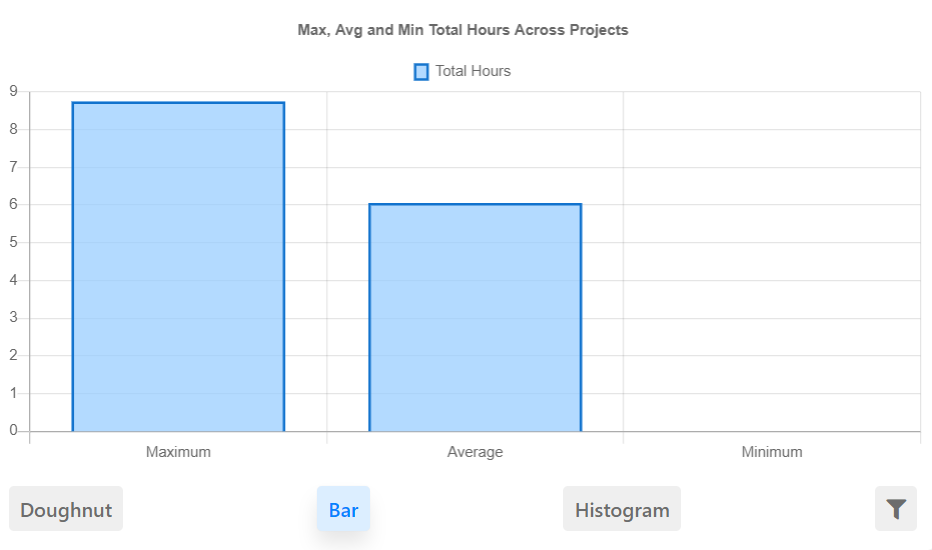 Max, Avg and Min Total Hours Across Projects
Total Hours
9
8
7
6
5
4
3
2
1
0
Maximum Average Minimum
Doughnut Bar Histogram